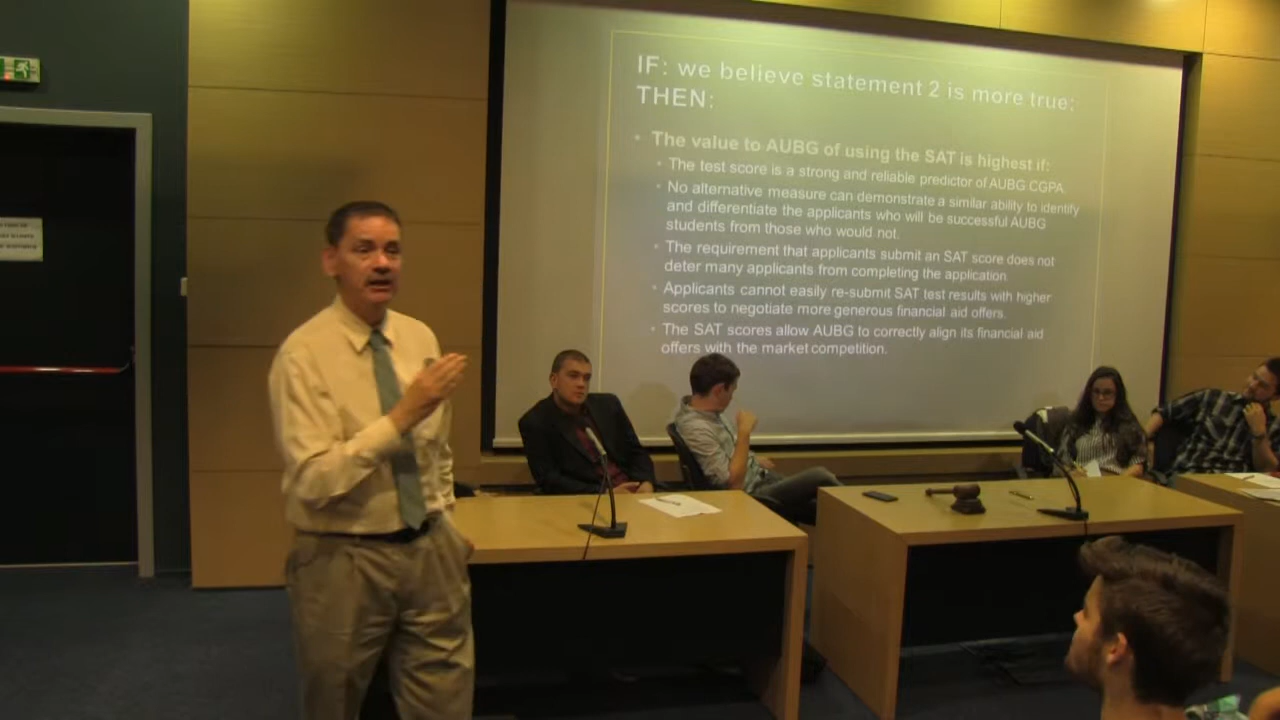 IF: we believe statement 2 is more true:
THEN:
• The value to AUBG of using the SAT is highest if:
• The test score is a strong and reliable predictor of AUBG CGPA.
• No alternative measure can demonstrate a similar ability to identify
and differentiate the applicants who will be successful AUBG
students from those who would not.
• The requirement that applicants submit an SAT score does not
deter many applicants from completing the application.
• Applicants cannot easily re-submit SAT test results with higher
scores to negotiate more generous financial aid offers.
• The SAT scores allow AUBG to correctly align its financial aid
offers with the market competition.